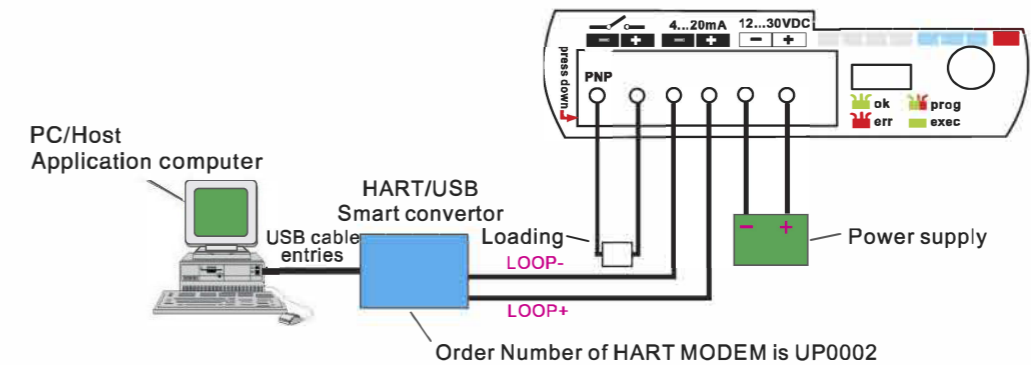 4...20mA 12...30VDC
− + − + − +
press down
PNP
ok prog
err exec
PC/Host
Application computer
HART/USB
Smart convertor
USB cable
entries
Loading
LOOP-
LOOP+
− +
Power supply
Order Number of HART MODEM is UP0002